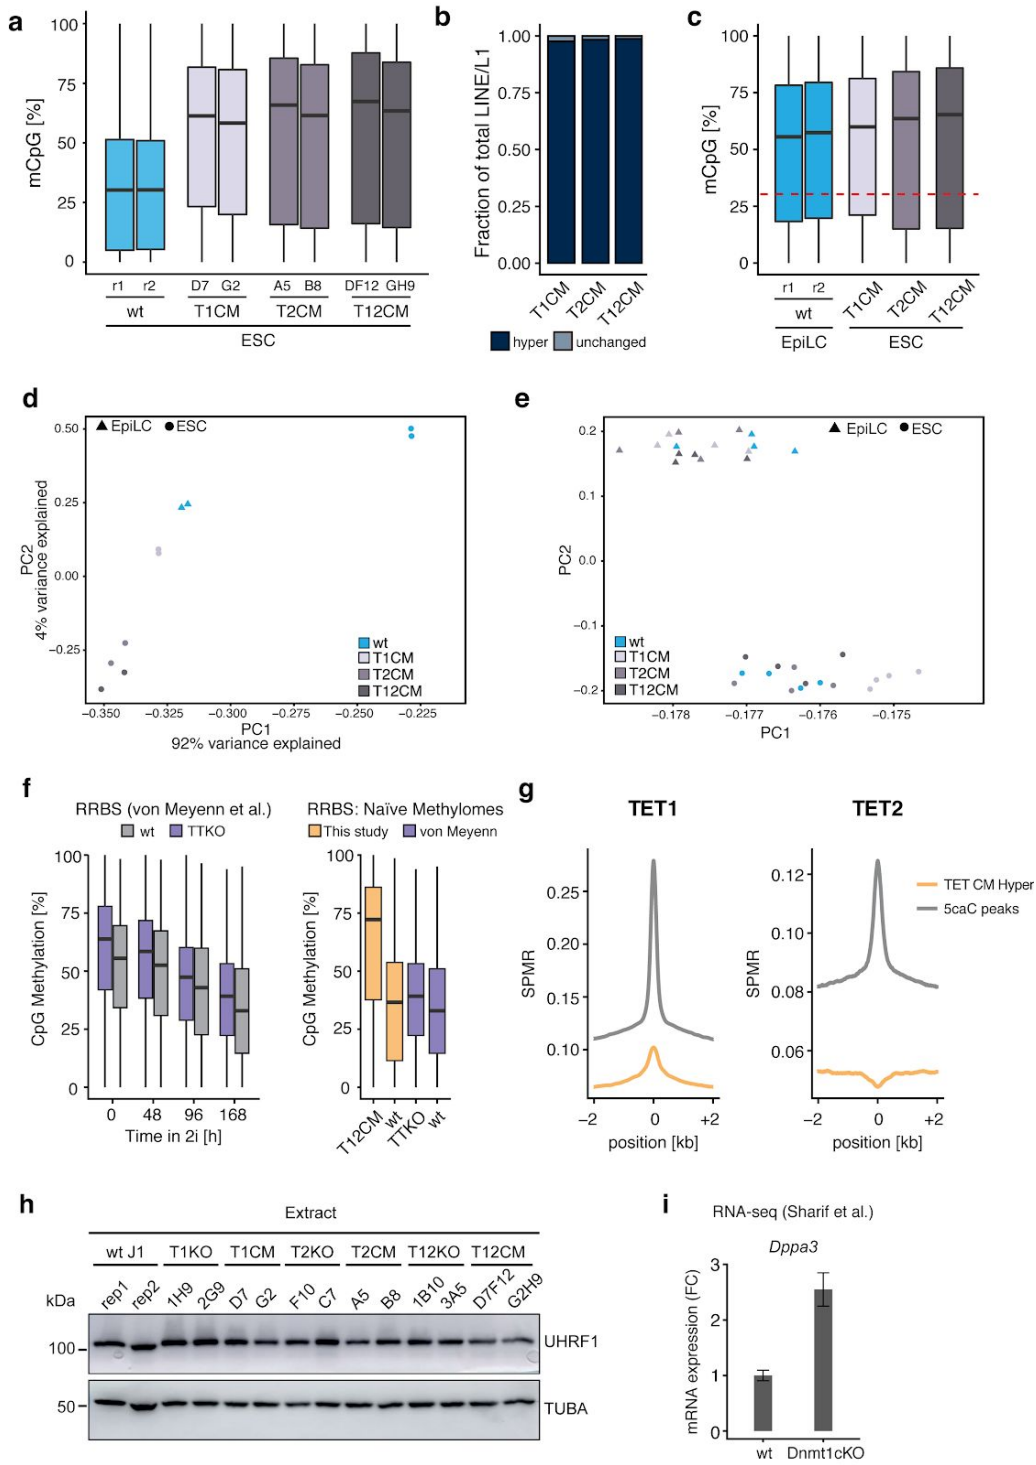 a
mCpG [%]
100
75
50
25
0
r1 r2 D7 G2 A5 B8 DF12 GH9
wt T1CM T2CM T12CM
ESC
b
Fraction of total LINE/L1
1.00
0.75
0.50
0.25
0.00
T1CM T2CM T12CM
hyper unchanged
c
mCpG [%]
100
75
50
25
0
r1 r2 T1CM T2CM T12CM
wt
EpiLC ESC
d
EpiLC ESC
PC2
4% variance explained
0.50
0.25
0.00
−0.25
wt
T1CM
T2CM
T12CM
−0.350 −0.325 −0.300 −0.275 −0.250 −0.225
PC1
92% variance explained
e
EpiLC ESC
PC2
0.2
0.1
0.0
−0.1
−0.2
wt
T1CM
T2CM
T12CM
−0.178 −0.177 −0.176 −0.175
PC1
f
RRBS (von Meyenn et al.)
wt TTKO
CpG Methylation [%]
100
75
50
25
0
0 48 96 168
Time in 2i [h]
RRBS: Naïve Methylomes
This study von Meyenn
CpG Methylation [%]
100
75
50
25
0
T12CM wt TTKO wt
g
TET1
SPMR
0.25
0.20
0.15
0.10
−2 0 +2
position [kb]
TET2
SPMR
0.12
0.10
0.08
0.06
−2 0 +2
position [kb]
TET CM Hyper
5caC peaks
h
Extract
wt J1 T1KO T1CM T2KO T2CM T12KO T12CM
rep1 rep2 1H9 2G9 D7 G2 F10 C7 A5 B8 1B10 3A5 D7F12 G2H9
kDa
100
UHRF1
50
TUBA
i
RNA-seq (Sharif et al.)
Dppa3
mRNA expression (FC)
3
2
1
0
wt Dnmt1cKO